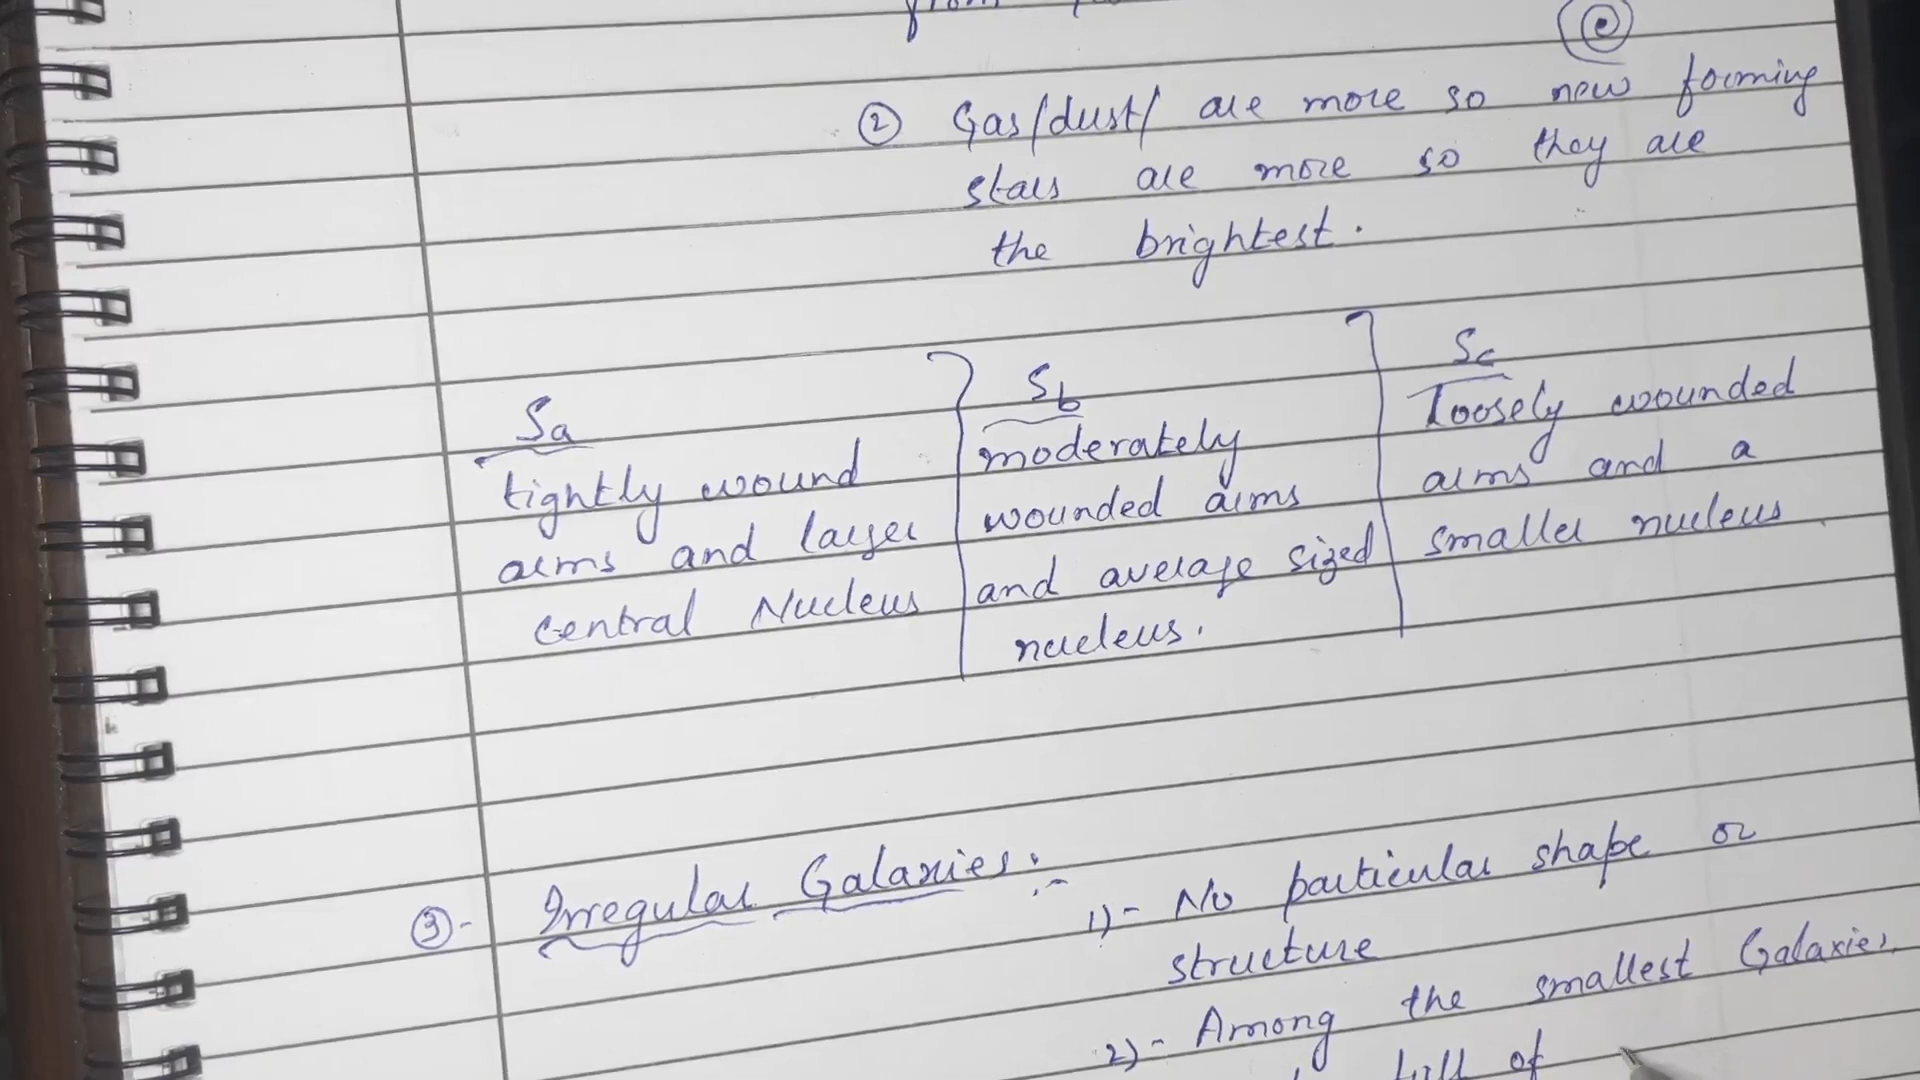 from
② Gas/dust/ are more so new forming
stars are more so they are
the brightest.
Sa
tightly wound
arms and larger
central Nucleus
Sb
moderately
wounded arms
and average sized
nucleus.
Sc
Loosely wounded
arms and a
smaller nucleus
③- Irregular Galaxies:-
1)- No particular shape or
structure
2)- Among the smallest Galaxies
full of